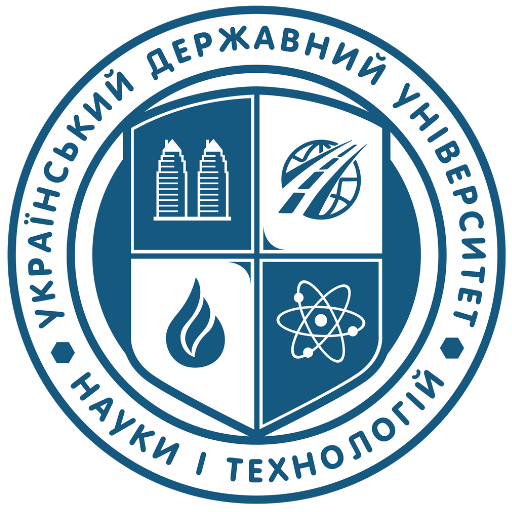 УКРАЇНСЬКИЙ ДЕРЖАВНИЙ УНІВЕРСИТЕТ
НАУКИ І ТЕХНОЛОГІЙ